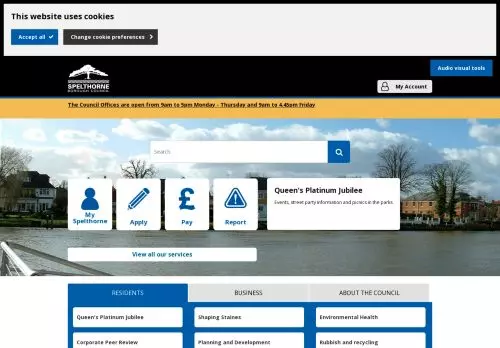 This website uses cookies
Accept all
Change cookie preferences
Audio visual tools
SPELTHORNE
BOROUGH COUNCIL
My Account
The Council Offices are open from 9am to 5pm Monday - Thursday and 9am to 4.45pm Friday
Search
My
Spelthorne
Apply
Pay
Report
Queen's Platinum Jubilee
Events, street party information and picnics in the parks.
View all our services
RESIDENTS
BUSINESS
ABOUT THE COUNCIL
Queen's Platinum Jubilee
Shaping Staines
Environmental Health
Corporate Peer Review
Planning and Development
Rubbish and recycling